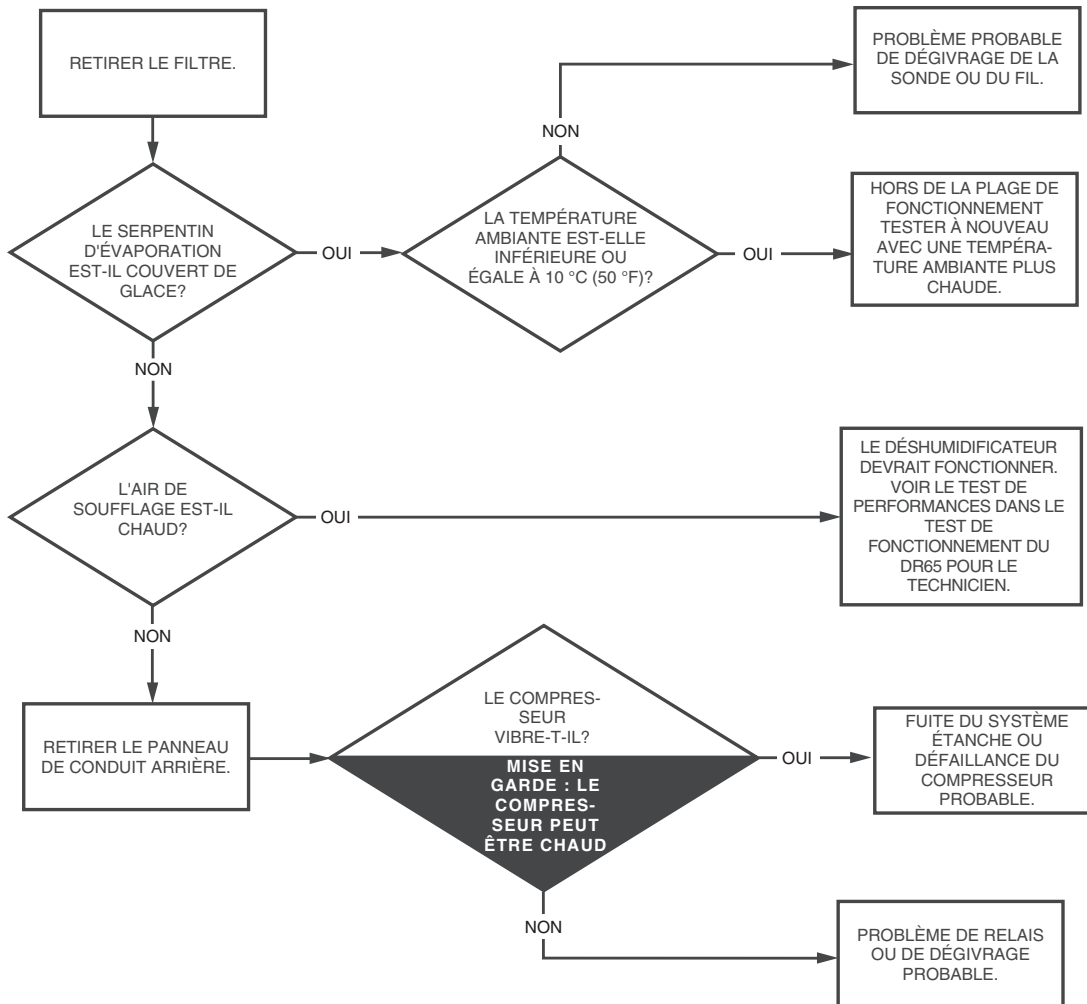 RETIRER LE FILTRE.
PROBLÈME PROBABLE
DE DÉGIVRAGE DE LA
SONDE OU DU FIL.
NON
LE SERPENTIN
D'ÉVAPORATION
EST-IL COUVERT DE
GLACE?
OUI
LA TEMPÉRATURE
AMBIANTE EST-ELLE
INFÉRIEURE OU
ÉGALE À 10 °C (50 °F)?
OUI
HORS DE LA PLAGE DE
FONCTIONNEMENT
TESTER À NOUVEAU
AVEC UNE TEMPÉRA-
TURE AMBIANTE PLUS
CHAUDE.
NON
L'AIR DE
SOUFFLAGE EST-IL
CHAUD?
OUI
LE DÉSHUMIDIFICATEUR
DEVRAIT FONCTIONNER.
VOIR LE TEST DE
PERFORMANCES DANS LE
TEST DE
FONCTIONNEMENT DU
DR65 POUR LE
TECHNICIEN.
NON
RETIRER LE PANNEAU
DE CONDUIT ARRIÈRE.
LE COMPRES-
SEUR
VIBRE-T-IL?
MISE EN
GARDE : LE
COMPRES-
SEUR PEUT
ÊTRE CHAUD
OUI
FUITE DU SYSTÈME
ÉTANCHE OU
DÉFAILLANCE DU
COMPRESSEUR
PROBABLE.
NON
PROBLÈME DE RELAIS
OU DE DÉGIVRAGE
PROBABLE.